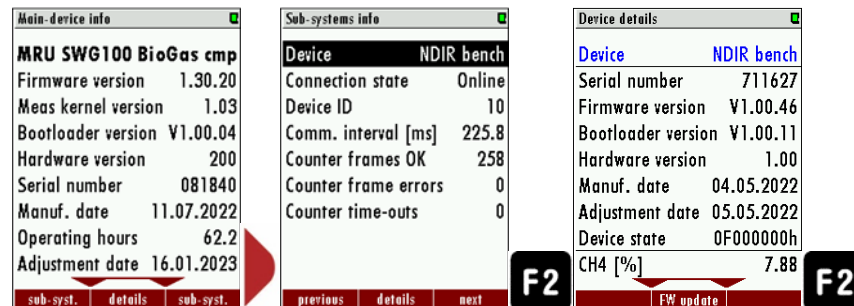 Main-device info
MRU SWG100 BioGas cmp
Firmware version 1.30.20
Meas kernel version 1.03
Bootloader version V1.00.04
Hardware version 200
Serial number 081840
Manuf. date 11.07.2022
Operating hours 62.2
Adjustment date 16.01.2023
sub-syst. details sub-syst.
Sub-systems info
Device NDIR bench
Connection state Online
Device ID 10
Comm. interval [ms] 225.8
Counter frames OK 258
Counter frame errors 0
Counter time-outs 0
previous details next
F2
Device details
Device NDIR bench
Serial number 711627
Firmware version V1.00.46
Bootloader version V1.00.11
Hardware version 1.00
Manuf. date 04.05.2022
Adjustment date 05.05.2022
Device state 0F000000h
CH4 [%] 7.88
FW update
F2